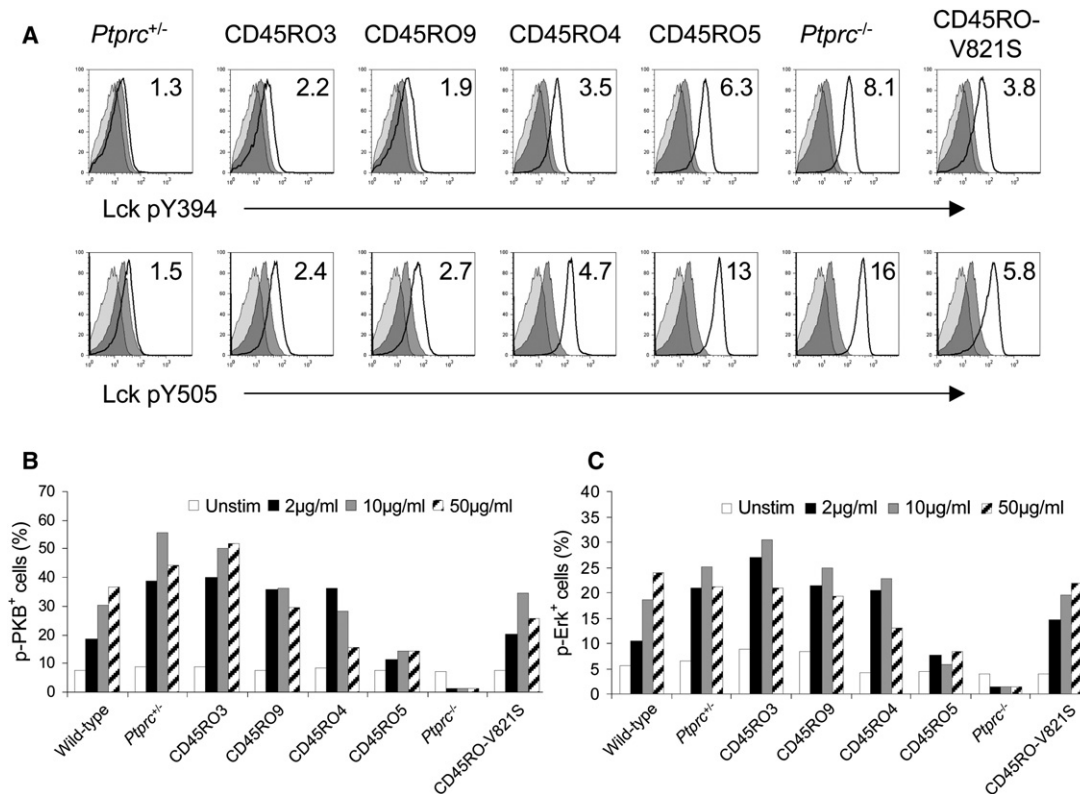 A
Ptprc+/- CD45RO3 CD45RO9 CD45RO4 CD45RO5 Ptprc-/- CD45RO-V821S
1.3 2.2 1.9 3.5 6.3 8.1 3.8
Lck pY394
1.5 2.4 2.7 4.7 13 16 5.8
Lck pY505
B
p-PKB+ cells (%)
70
60
50
40
30
20
10
0
Unstim 2µg/ml 10µg/ml 50µg/ml
Wild-type Ptprc+/- CD45RO3 CD45RO9 CD45RO4 CD45RO5 Ptprc-/- CD45RO-V821S
C
p-Erk+ cells (%)
40
35
30
25
20
15
10
5
0
Unstim 2µg/ml 10µg/ml 50µg/ml
Wild-type Ptprc+/- CD45RO3 CD45RO9 CD45RO4 CD45RO5 Ptprc-/- CD45RO-V821S